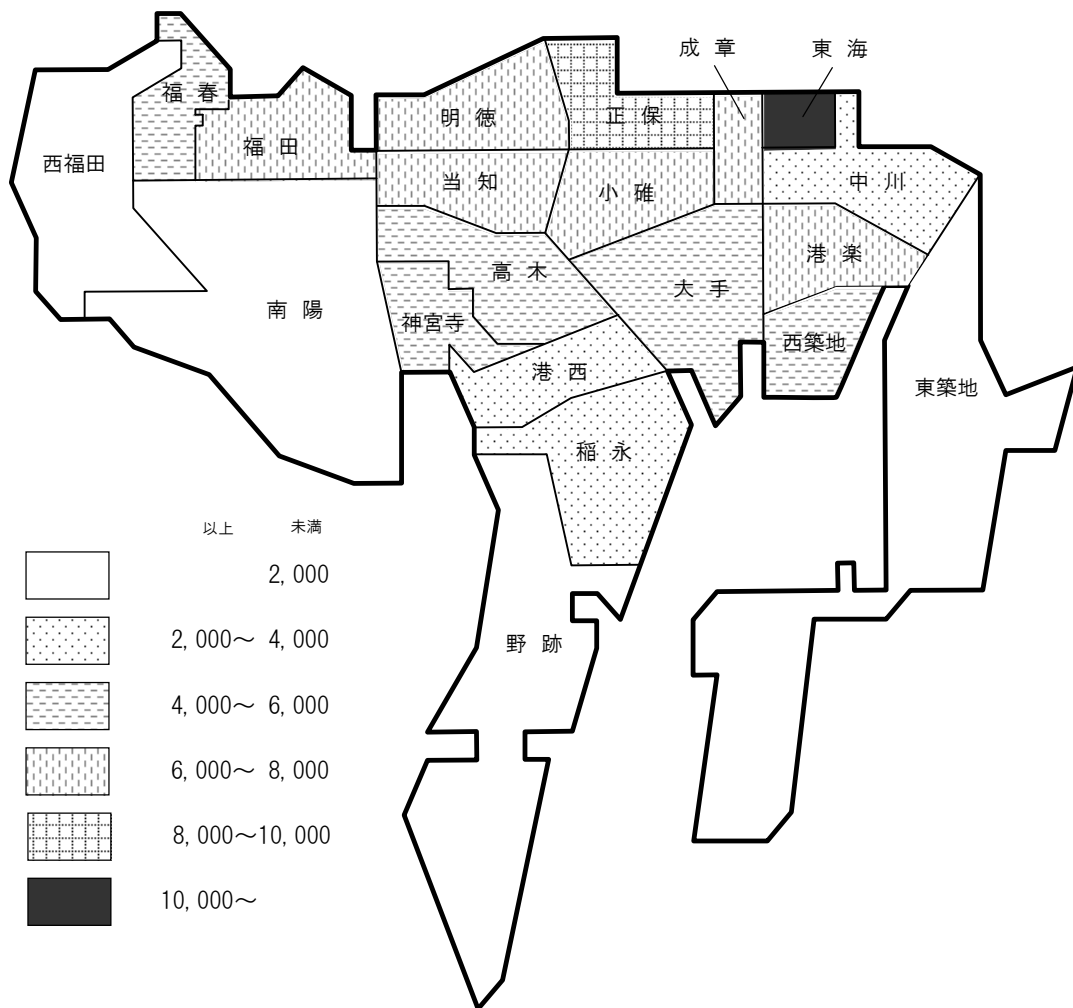 成章 東海
福春
明徳 正保
福田
西福田 当知 小碓 中川
港楽
高木 大手
南陽 神宮寺
西築地
港西 東築地
稲永
野跡
以上 未満
2,000
2,000～ 4,000
4,000～ 6,000
6,000～ 8,000
8,000～10,000
10,000～